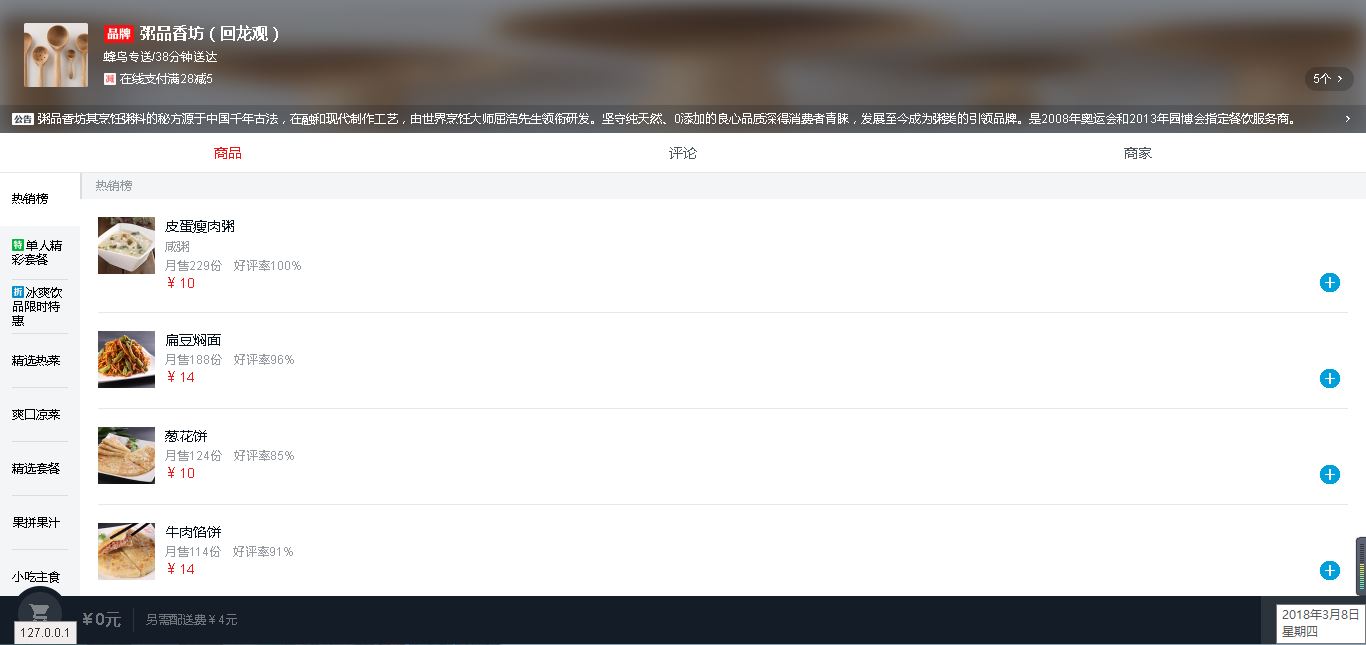 品牌 粥品香坊（回龙观）
蜂鸟专送/38分钟送达
减 在线支付满28减5
5个 >
公告 粥品香坊其烹饪粥料的秘方源于中国千年古法，在融和现代制作工艺，由世界烹饪大师屈浩先生领衔研发。坚守纯天然、0添加的良心品质深得消费者青睐，发展至今成为粥类的引领品牌。是2008年奥运会和2013年园博会指定餐饮服务商。 >
商品
评论
商家
热销榜
特 单人精
彩套餐
折 冰爽饮
品限时特
惠
精选热菜
爽口凉菜
精选套餐
果拼果汁
小吃主食
热销榜
皮蛋瘦肉粥
咸粥
月售229份 好评率100%
￥10
扁豆焖面
月售188份 好评率96%
￥14
葱花饼
月售124份 好评率85%
￥10
牛肉馅饼
月售114份 好评率91%
￥14
￥0元
另需配送费￥4元
127.0.0.1
2018年3月8日
星期四